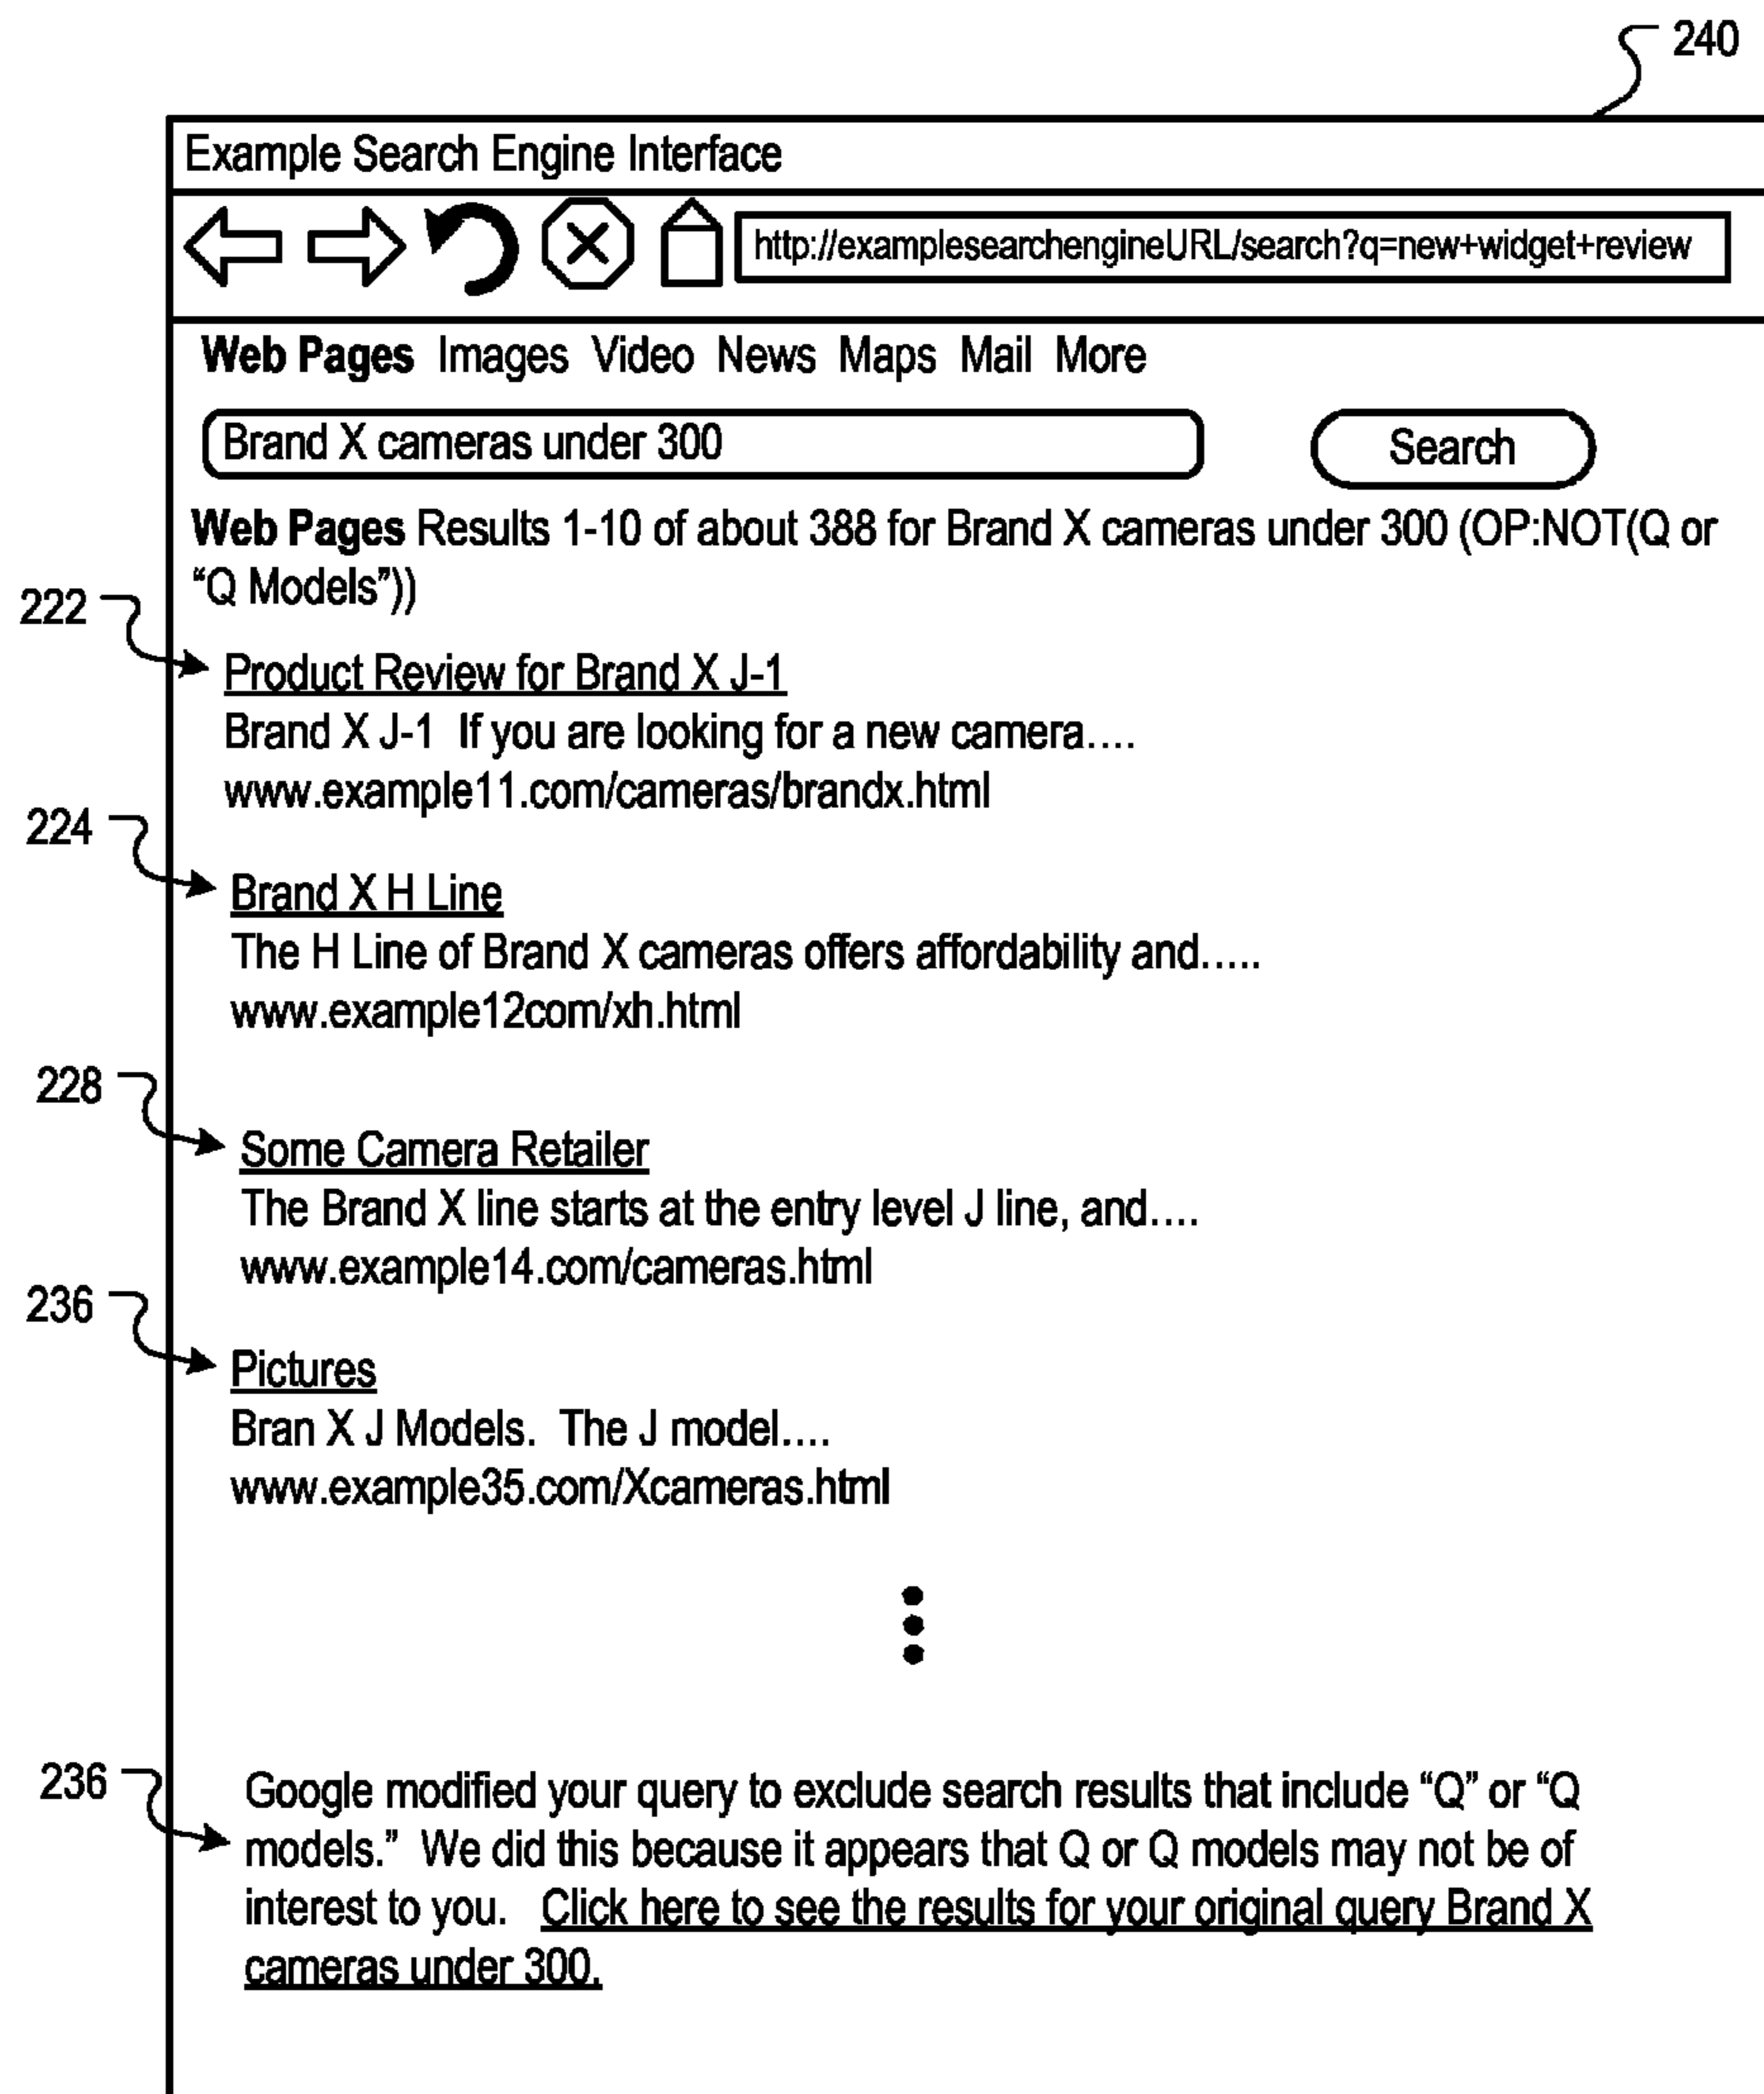 240
Example Search Engine Interface
http://examplesearchengineURL/search?q=new+widget+review
Web Pages Images Video News Maps Mail More
Brand X cameras under 300
Search
Web Pages Results 1-10 of about 388 for Brand X cameras under 300 (OP:NOT(Q or
“Q Models”))
222
Product Review for Brand X J-1
Brand X J-1 If you are looking for a new camera....
www.example11.com/cameras/brandx.html
224
Brand X H Line
The H Line of Brand X cameras offers affordability and.....
www.example12com/xh.html
228
Some Camera Retailer
The Brand X line starts at the entry level J line, and....
www.example14.com/cameras.html
236
Pictures
Bran X J Models. The J model....
www.example35.com/Xcameras.html
236
Google modified your query to exclude search results that include “Q” or “Q
models.” We did this because it appears that Q or Q models may not be of
interest to you. Click here to see the results for your original query Brand X
cameras under 300.